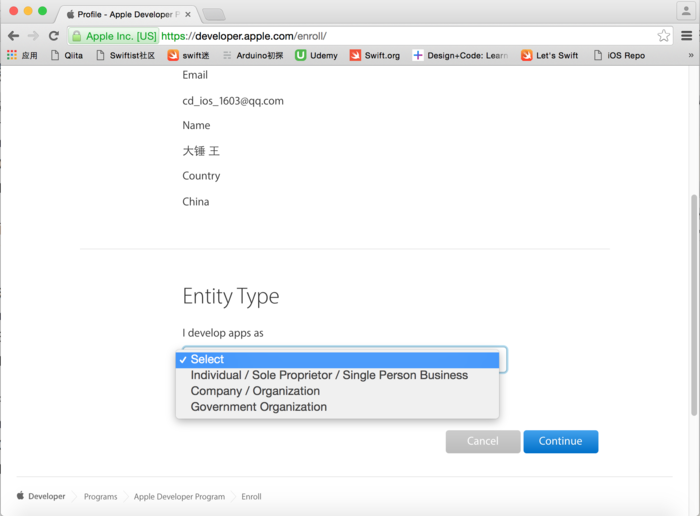 Profile - Apple Developer P
Apple Inc. [US] https://developer.apple.com/enroll/
应用 Qiita Swiftist社区 swift迷 Arduino初探 Udemy Swift.org Design+Code: Learn Let's Swift iOS Repo »
Email
cd_ios_1603@qq.com
Name
大锤 王
Country
China
Entity Type
I develop apps as
✓ Select
Individual / Sole Proprietor / Single Person Business
Company / Organization
Government Organization
Cancel Continue
Developer Programs Apple Developer Program Enroll